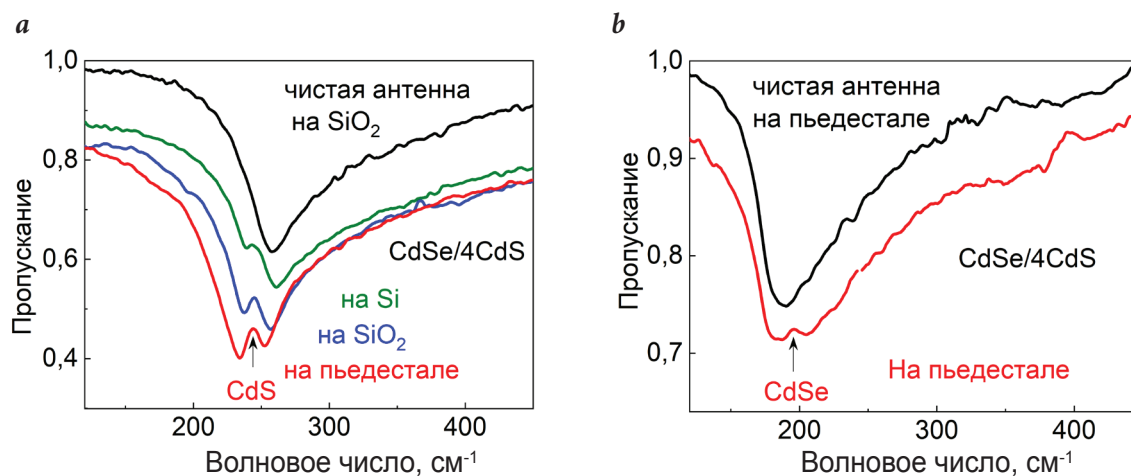 a
1,0
0,8
0,6
0,4
Пропускание
чистая антенна
на SiO2
CdSe/4CdS
на Si
на SiO2
на пьедестале
CdS
200
300
400
Волновое число, см-1
b
1,0
0,9
0,8
0,7
Пропускание
чистая антенна
на пьедестале
CdSe/4CdS
На пьедестале
CdSe
200
300
400
Волновое число, см-1